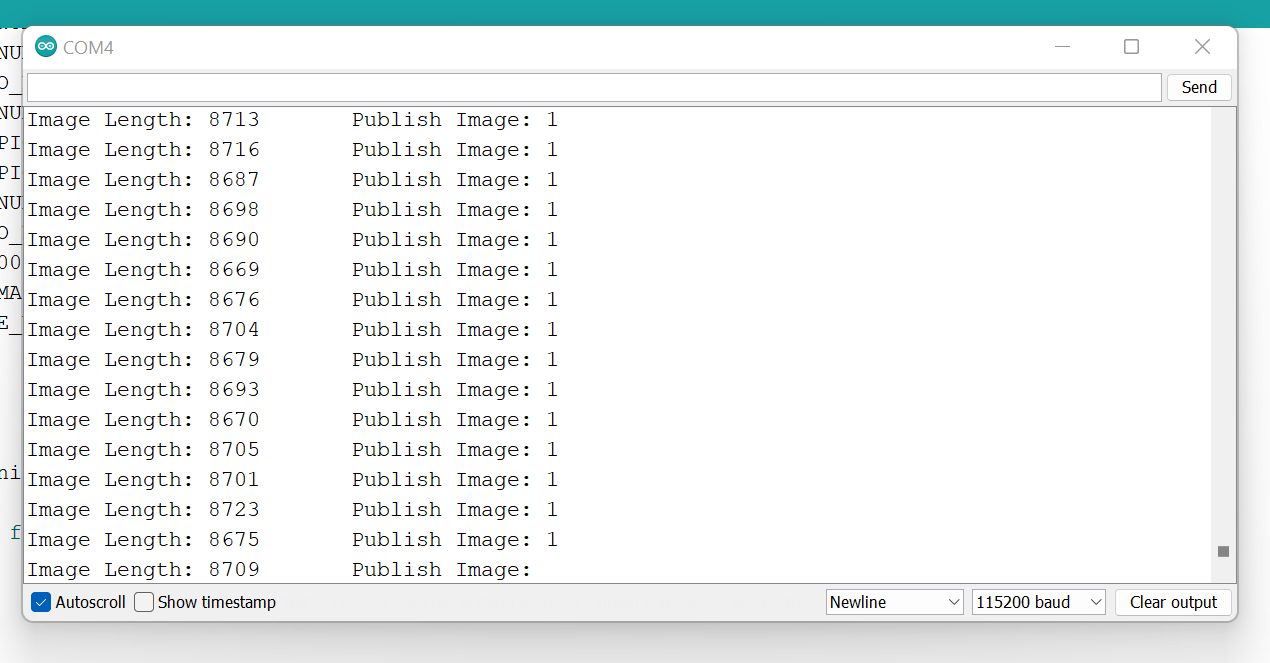 COM4
Send
Image Length: 8713 Publish Image: 1
Image Length: 8716 Publish Image: 1
Image Length: 8687 Publish Image: 1
Image Length: 8698 Publish Image: 1
Image Length: 8690 Publish Image: 1
Image Length: 8669 Publish Image: 1
Image Length: 8676 Publish Image: 1
Image Length: 8704 Publish Image: 1
Image Length: 8679 Publish Image: 1
Image Length: 8693 Publish Image: 1
Image Length: 8670 Publish Image: 1
Image Length: 8705 Publish Image: 1
Image Length: 8701 Publish Image: 1
Image Length: 8723 Publish Image: 1
Image Length: 8675 Publish Image: 1
Image Length: 8709 Publish Image:
Autoscroll Show timestamp Newline 115200 baud Clear output